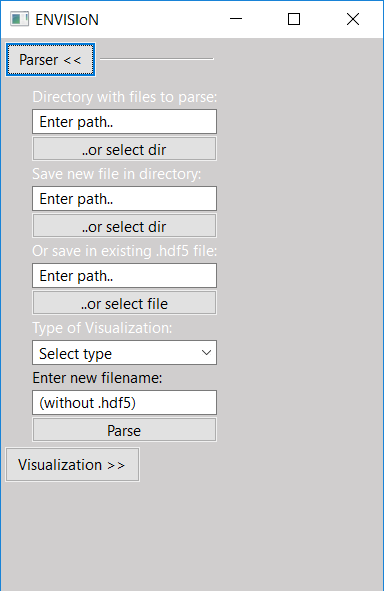 ENVISIoN
Parser <<
Directory with files to parse:
Enter path..
..or select dir
Save new file in directory:
Enter path..
..or select dir
Or save in existing .hdf5 file:
Enter path..
..or select file
Type of Visualization:
Select type
Enter new filename:
(without .hdf5)
Parse
Visualization >>